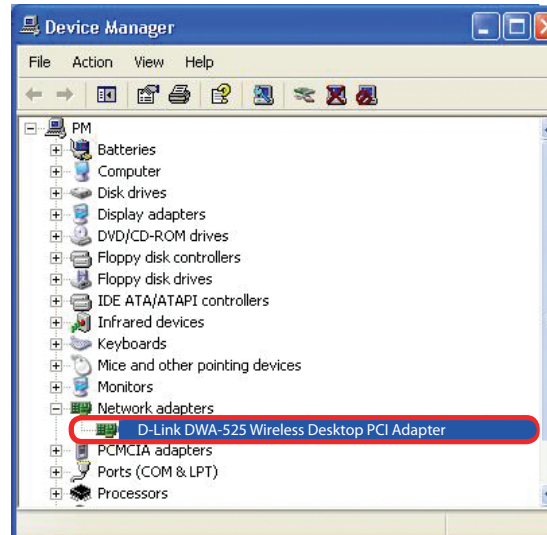 Device Manager
File Action View Help
PM
Batteries
Computer
Disk drives
Display adapters
DVD/CD-ROM drives
Floppy disk controllers
Floppy disk drives
IDE ATA/ATAPI controllers
Infrared devices
Keyboards
Mice and other pointing devices
Monitors
Network adapters
D-Link DWA-525 Wireless Desktop PCI Adapter
PCMCIA adapters
Ports (COM & LPT)
Processors